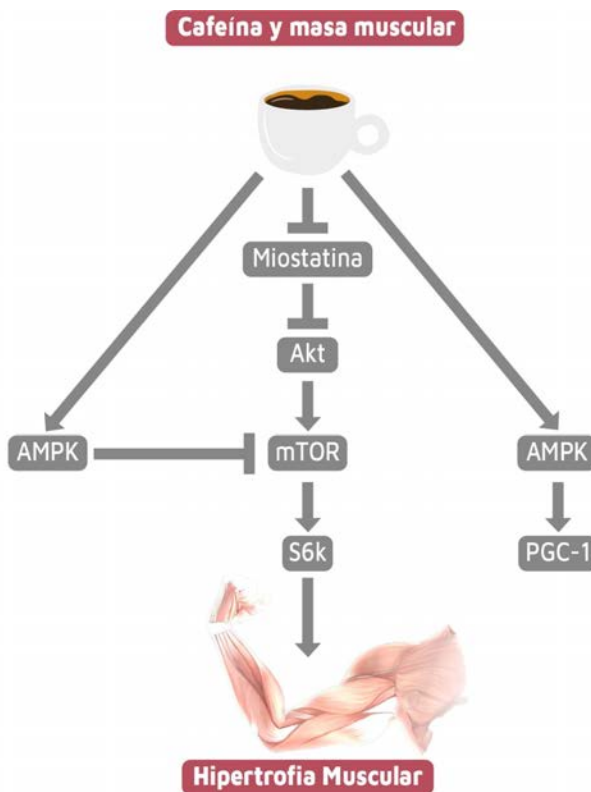 Cafeína y masa muscular
Miostatina
Akt
AMPK
mTOR
AMPK
S6k
PGC-1
Hipertrofia Muscular